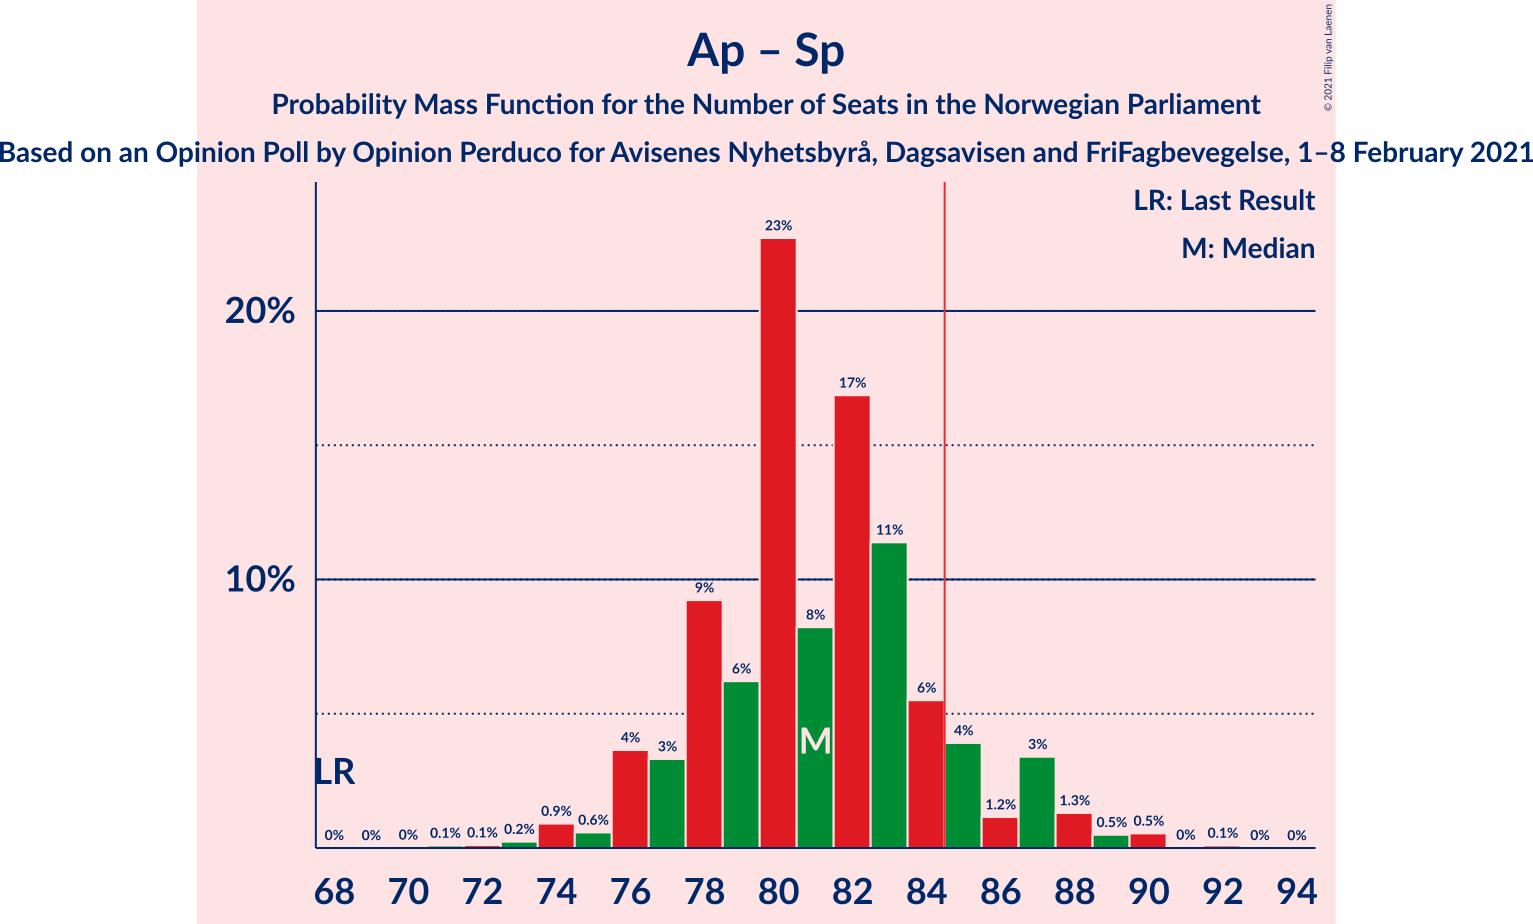 Ap – Sp
Probability Mass Function for the Number of Seats in the Norwegian Parliament
Based on an Opinion Poll by Opinion Perduco for Avisenes Nyhetsbyrå, Dagsavisen and FriFagbevegelse, 1–8 February 2021
© 2021 Filip van Laenen
LR: Last Result
M: Median
20%
10%
LR
M
0% 0% 0% 0.1% 0.1% 0.2% 0.9% 0.6% 4% 3% 9% 6% 23% 8% 17% 11% 6% 4% 1.2% 3% 1.3% 0.5% 0.5% 0% 0.1% 0% 0%
68 70 72 74 76 78 80 82 84 86 88 90 92 94